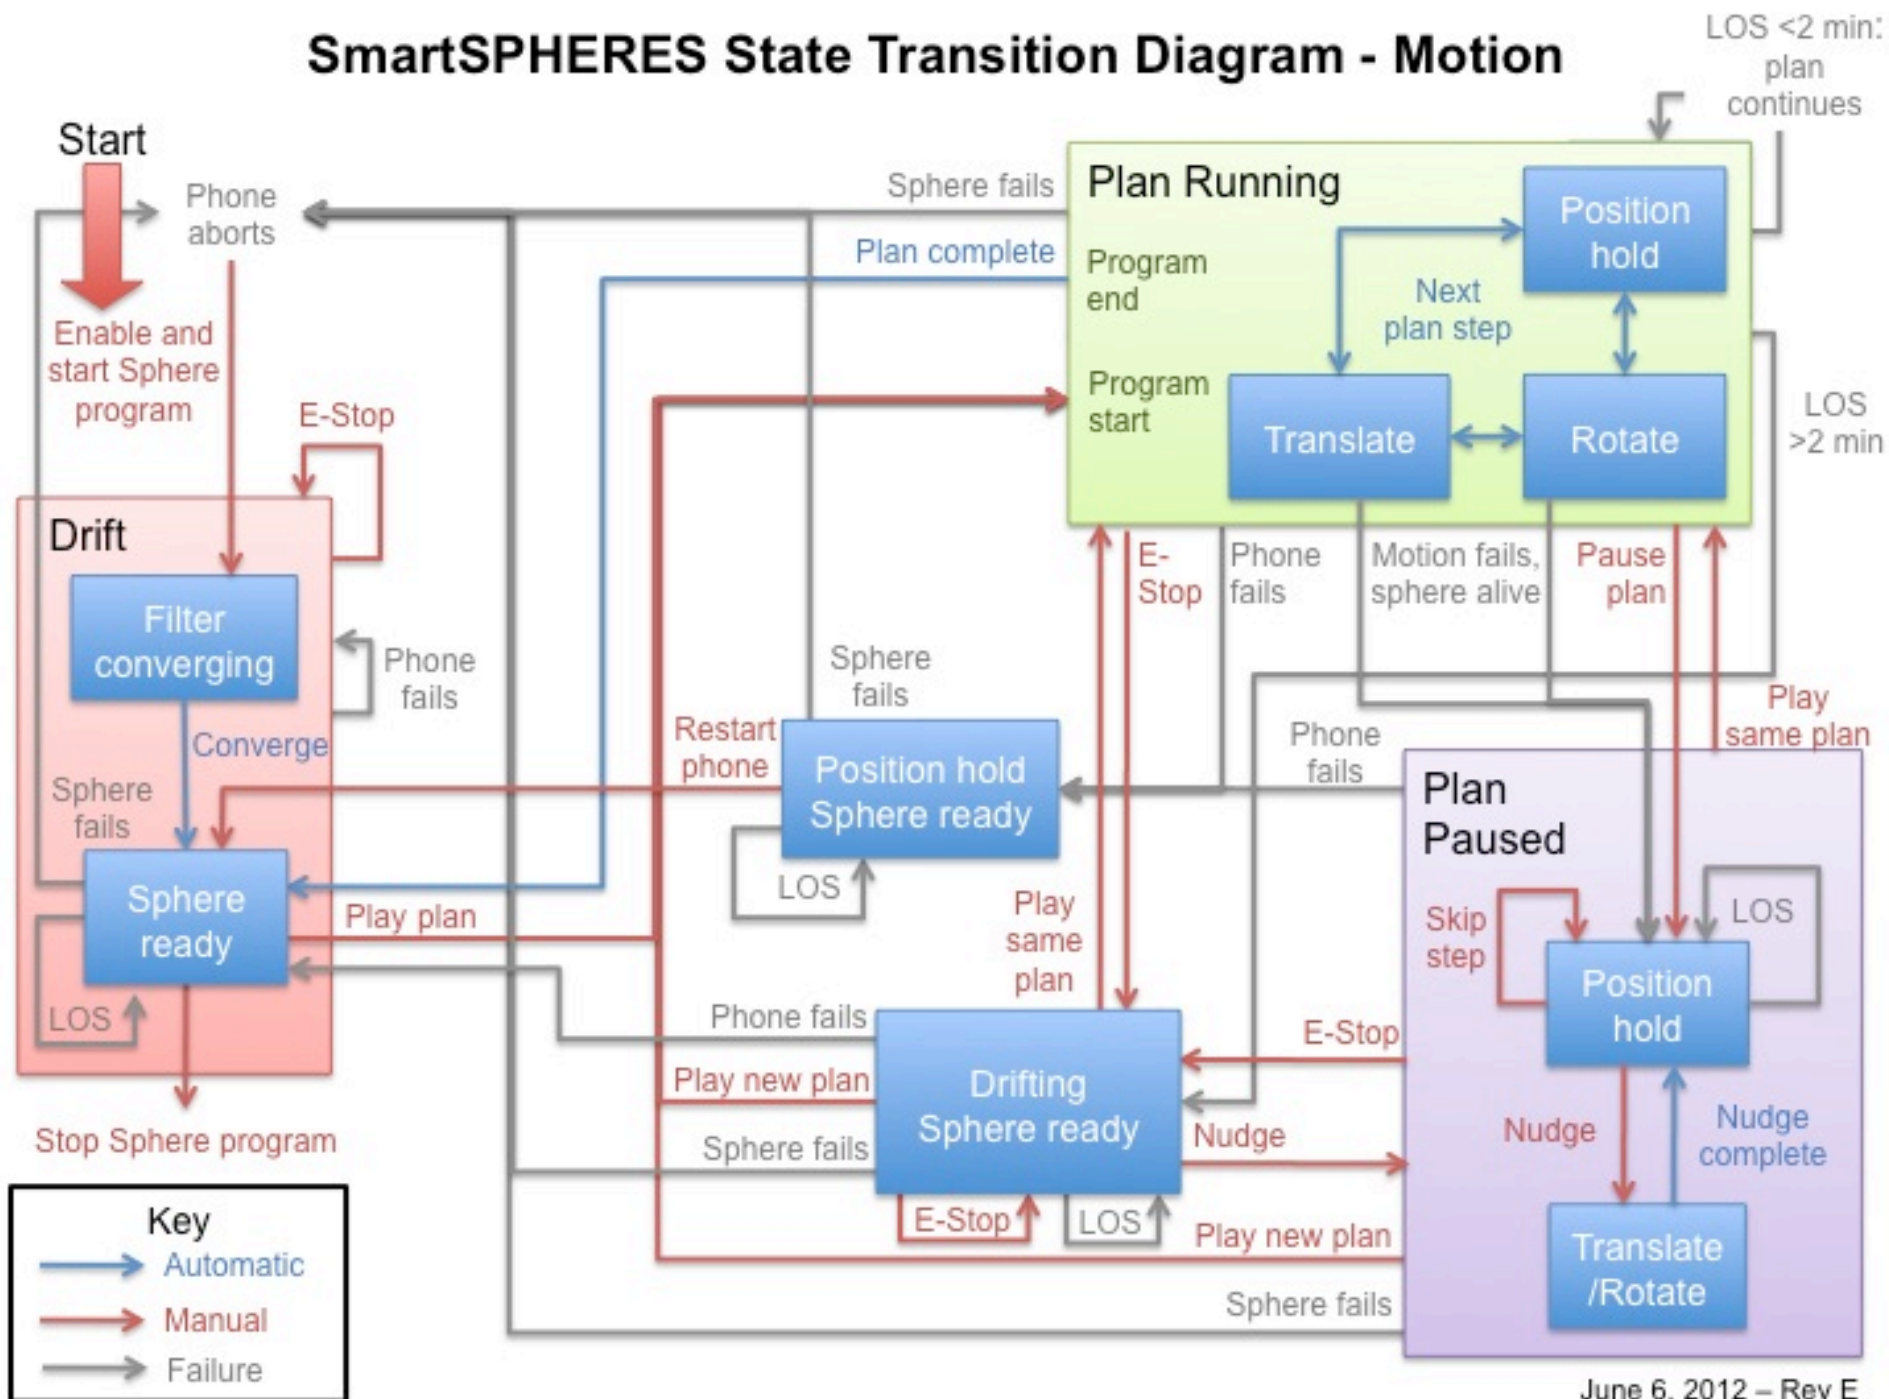 SmartSPHERES State Transition Diagram - Motion
LOS <2 min:
plan
continues
Start
Phone
aborts
Enable and
start Sphere
program
E-Stop
Drift
Filter
converging
Phone
fails
Converge
Sphere
fails
Sphere
ready
LOS
Stop Sphere program
Play plan
Sphere fails
Plan complete
Plan Running
Program
end
Program
start
Next
plan step
Position
hold
Translate
Rotate
LOS
>2 min
E-
Stop
Phone
fails
Motion fails,
sphere alive
Pause
plan
Play
same plan
Sphere
fails
Restart
phone
Position hold
Sphere ready
LOS
Phone
fails
Play
same
plan
Phone fails
Play new plan
Sphere fails
Drifting
Sphere ready
E-Stop
LOS
E-Stop
Nudge
Play new plan
Sphere fails
Plan
Paused
Skip
step
LOS
Position
hold
Nudge
Nudge
complete
Translate
/Rotate
Key
Automatic
Manual
Failure
June 6, 2012 – Rev E